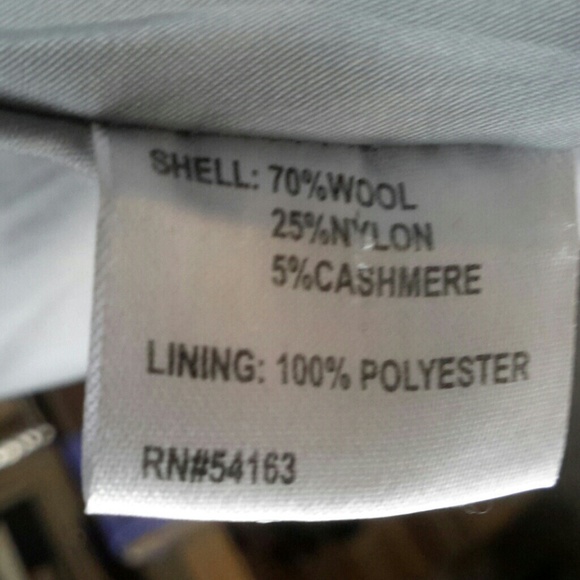 SHELL: 70%WOOL
25%NYLON
5%CASHMERE
LINING: 100% POLYESTER
RN#54163